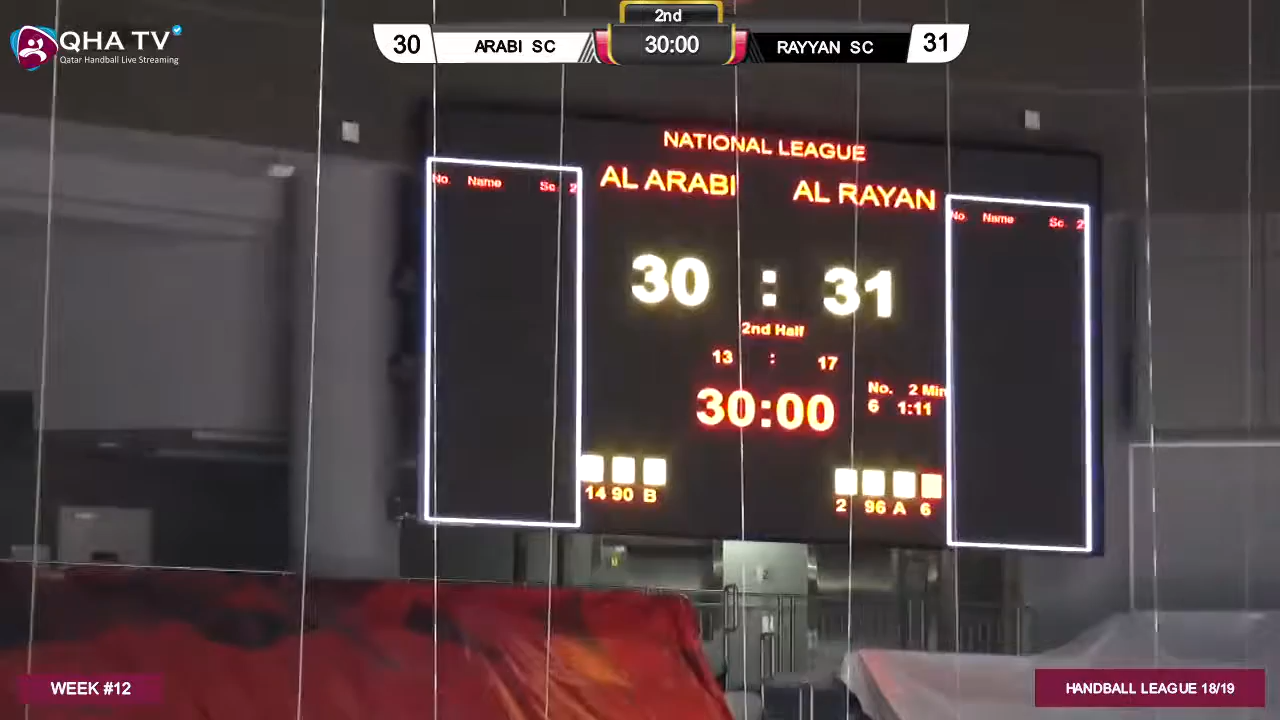 QHA TV
Qatar Handball Live Streaming
2nd
30 ARABI SC 30:00 RAYYAN SC 31
NATIONAL LEAGUE
AL ARABI AL RAYAN
No. Name Sc. 2
No. Name Sc. 2
30 : 31
2nd Half
13 : 17
30:00
No. 2 Min
6 1:11
14 90 B
2 96 A 6
WEEK #12
HANDBALL LEAGUE 18/19